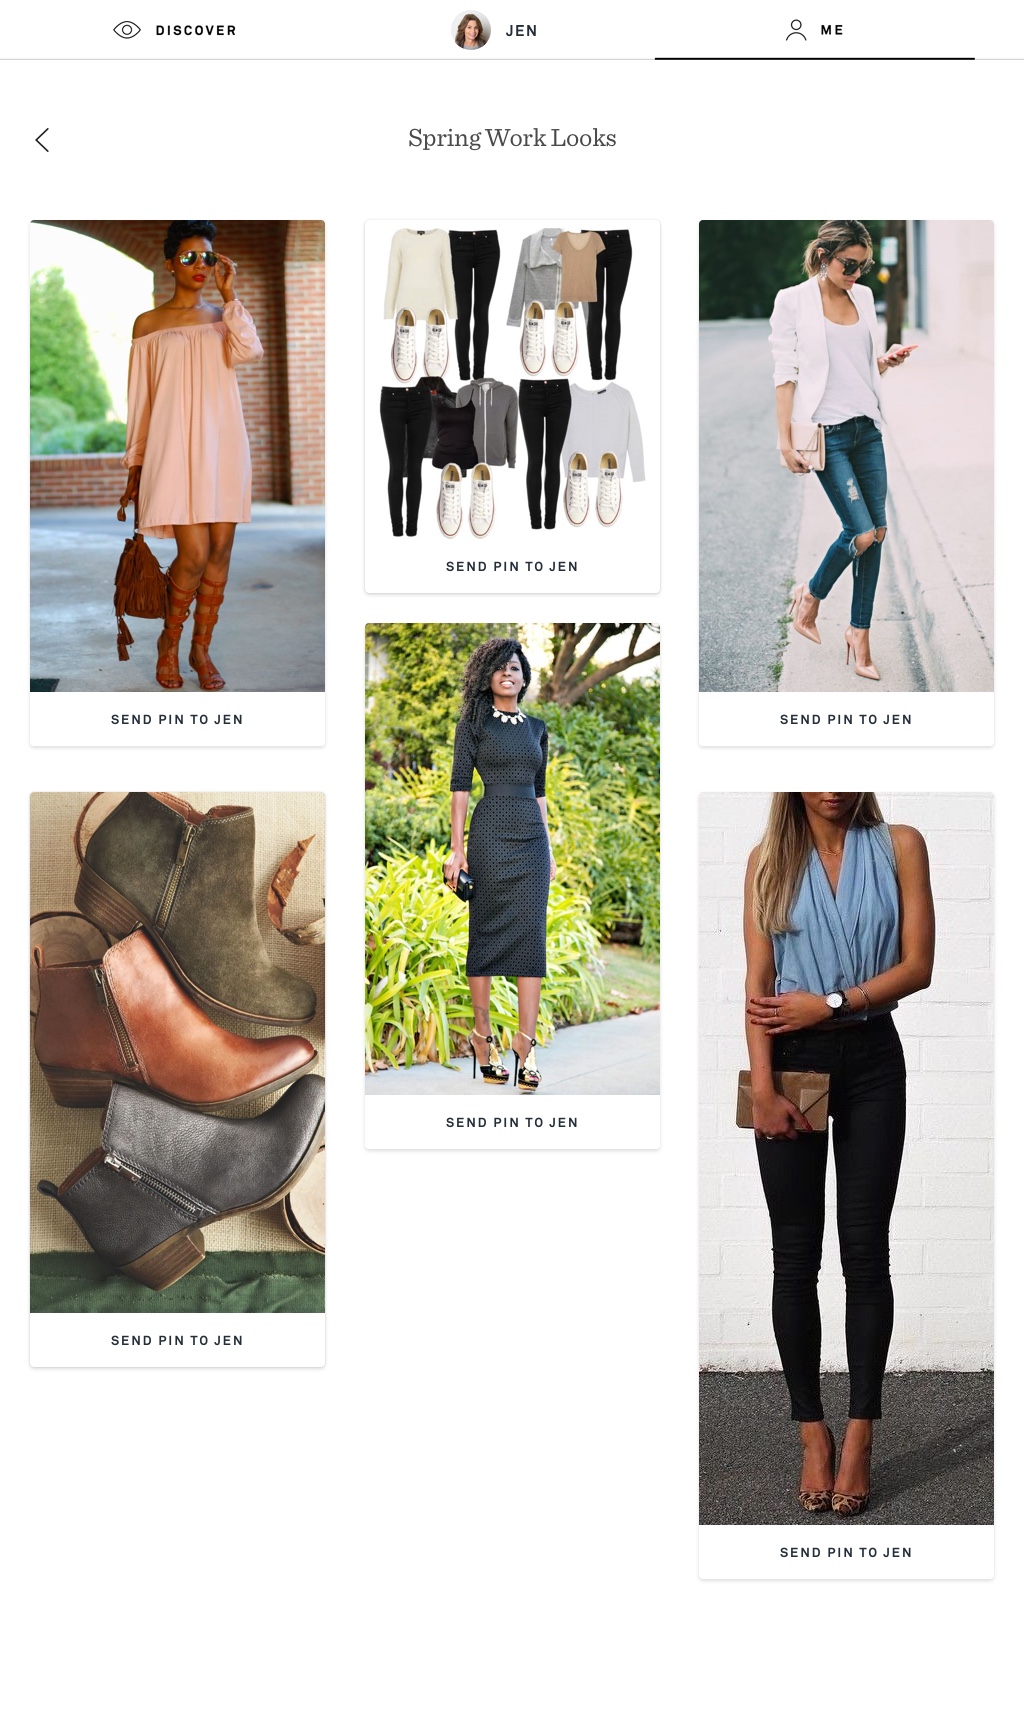 DISCOVER
JEN
ME
Spring Work Looks
SEND PIN TO JEN
SEND PIN TO JEN
SEND PIN TO JEN
SEND PIN TO JEN
SEND PIN TO JEN
SEND PIN TO JEN